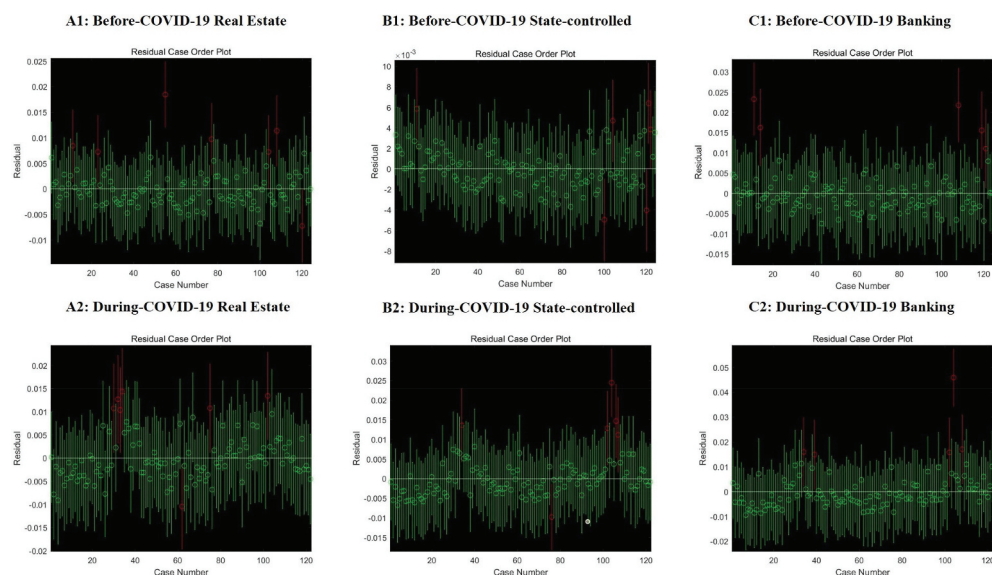 A1: Before-COVID-19 Real Estate
Residual Case Order Plot
0.025
0.02
0.015
0.01
0.005
0
-0.005
-0.01
Residual
20 40 60 80 100 120
Case Number
B1: Before-COVID-19 State-controlled
Residual Case Order Plot
10 ×10⁻³
8
6
4
2
0
-2
-4
-6
-8
Residual
20 40 60 80 100 120
Case Number
C1: Before-COVID-19 Banking
Residual Case Order Plot
0.03
0.025
0.02
0.015
0.01
0.005
0
-0.005
-0.01
-0.015
Residual
20 40 60 80 100 120
Case Number
A2: During-COVID-19 Real Estate
Residual Case Order Plot
0.02
0.015
0.01
0.005
0
-0.005
-0.01
-0.015
-0.02
Residual
20 40 60 80 100 120
Case Number
B2: During-COVID-19 State-controlled
Residual Case Order Plot
0.03
0.025
0.02
0.015
0.01
0.005
0
-0.005
-0.01
-0.015
Residual
20 40 60 80 100 120
Case Number
C2: During-COVID-19 Banking
Residual Case Order Plot
0.05
0.04
0.03
0.02
0.01
0
-0.01
-0.02
Residual
20 40 60 80 100 120
Case Number